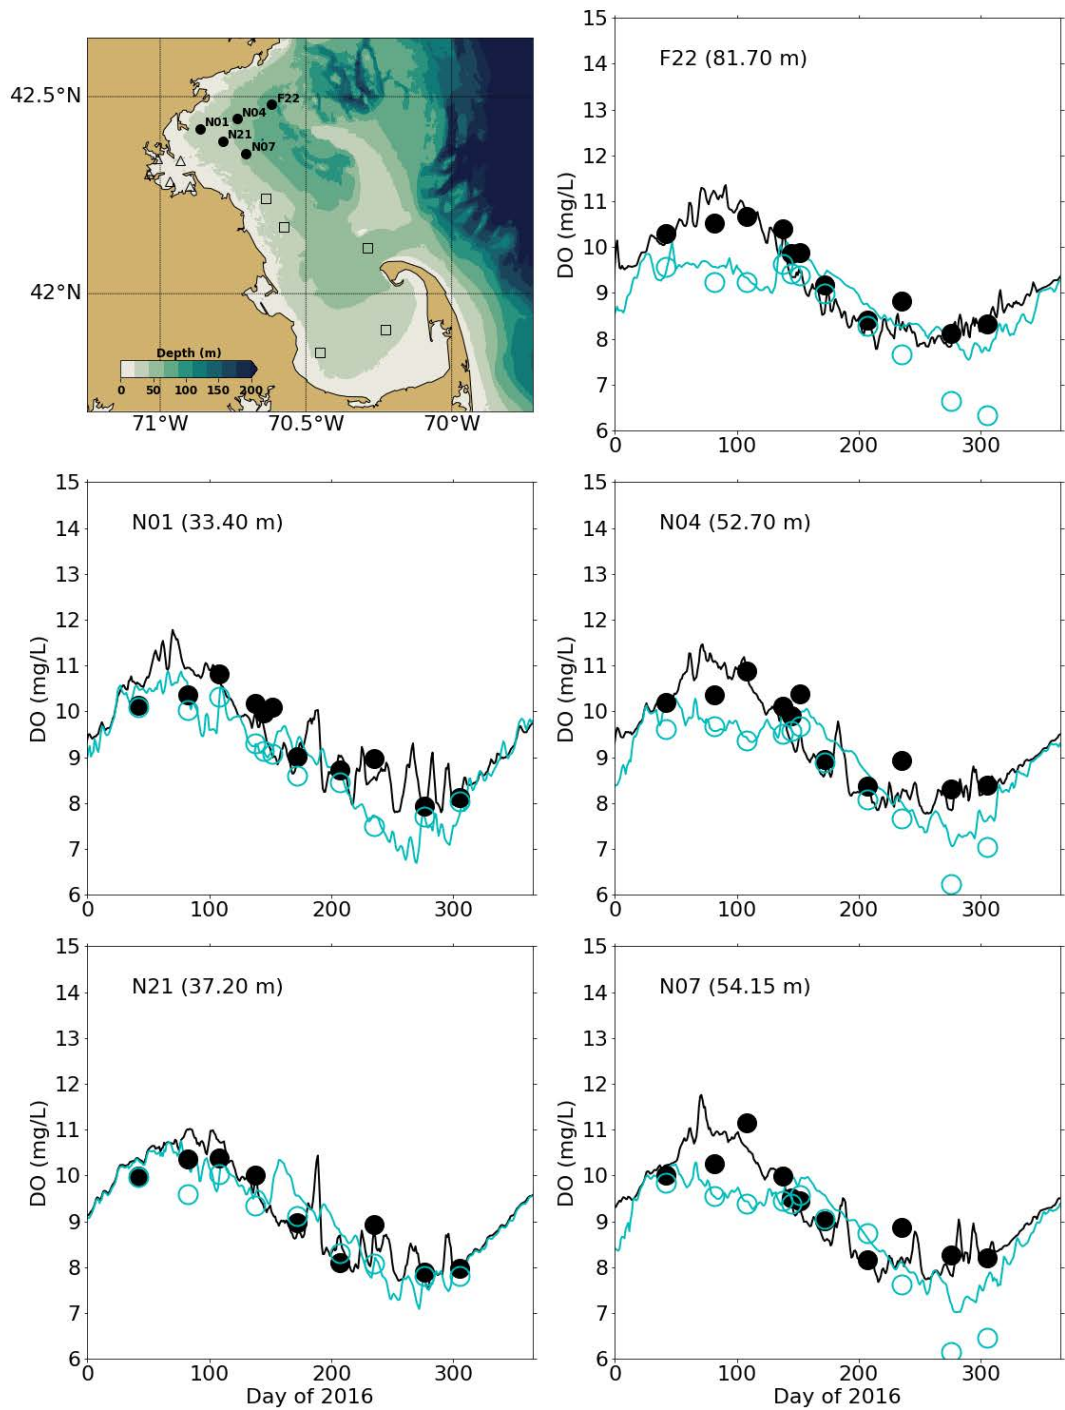 42.5°N
42°N
71°W
70.5°W
70°W
F22
N04
N01
N21
N07
Depth (m)
0 50 100 150 200
15
14
13
12
11
10
9
8
7
6
DO (mg/L)
F22 (81.70 m)
0 100 200 300
15
14
13
12
11
10
9
8
7
6
DO (mg/L)
N01 (33.40 m)
0 100 200 300
15
14
13
12
11
10
9
8
7
6
DO (mg/L)
N04 (52.70 m)
0 100 200 300
15
14
13
12
11
10
9
8
7
6
DO (mg/L)
N21 (37.20 m)
0 100 200 300
Day of 2016
15
14
13
12
11
10
9
8
7
6
DO (mg/L)
N07 (54.15 m)
0 100 200 300
Day of 2016